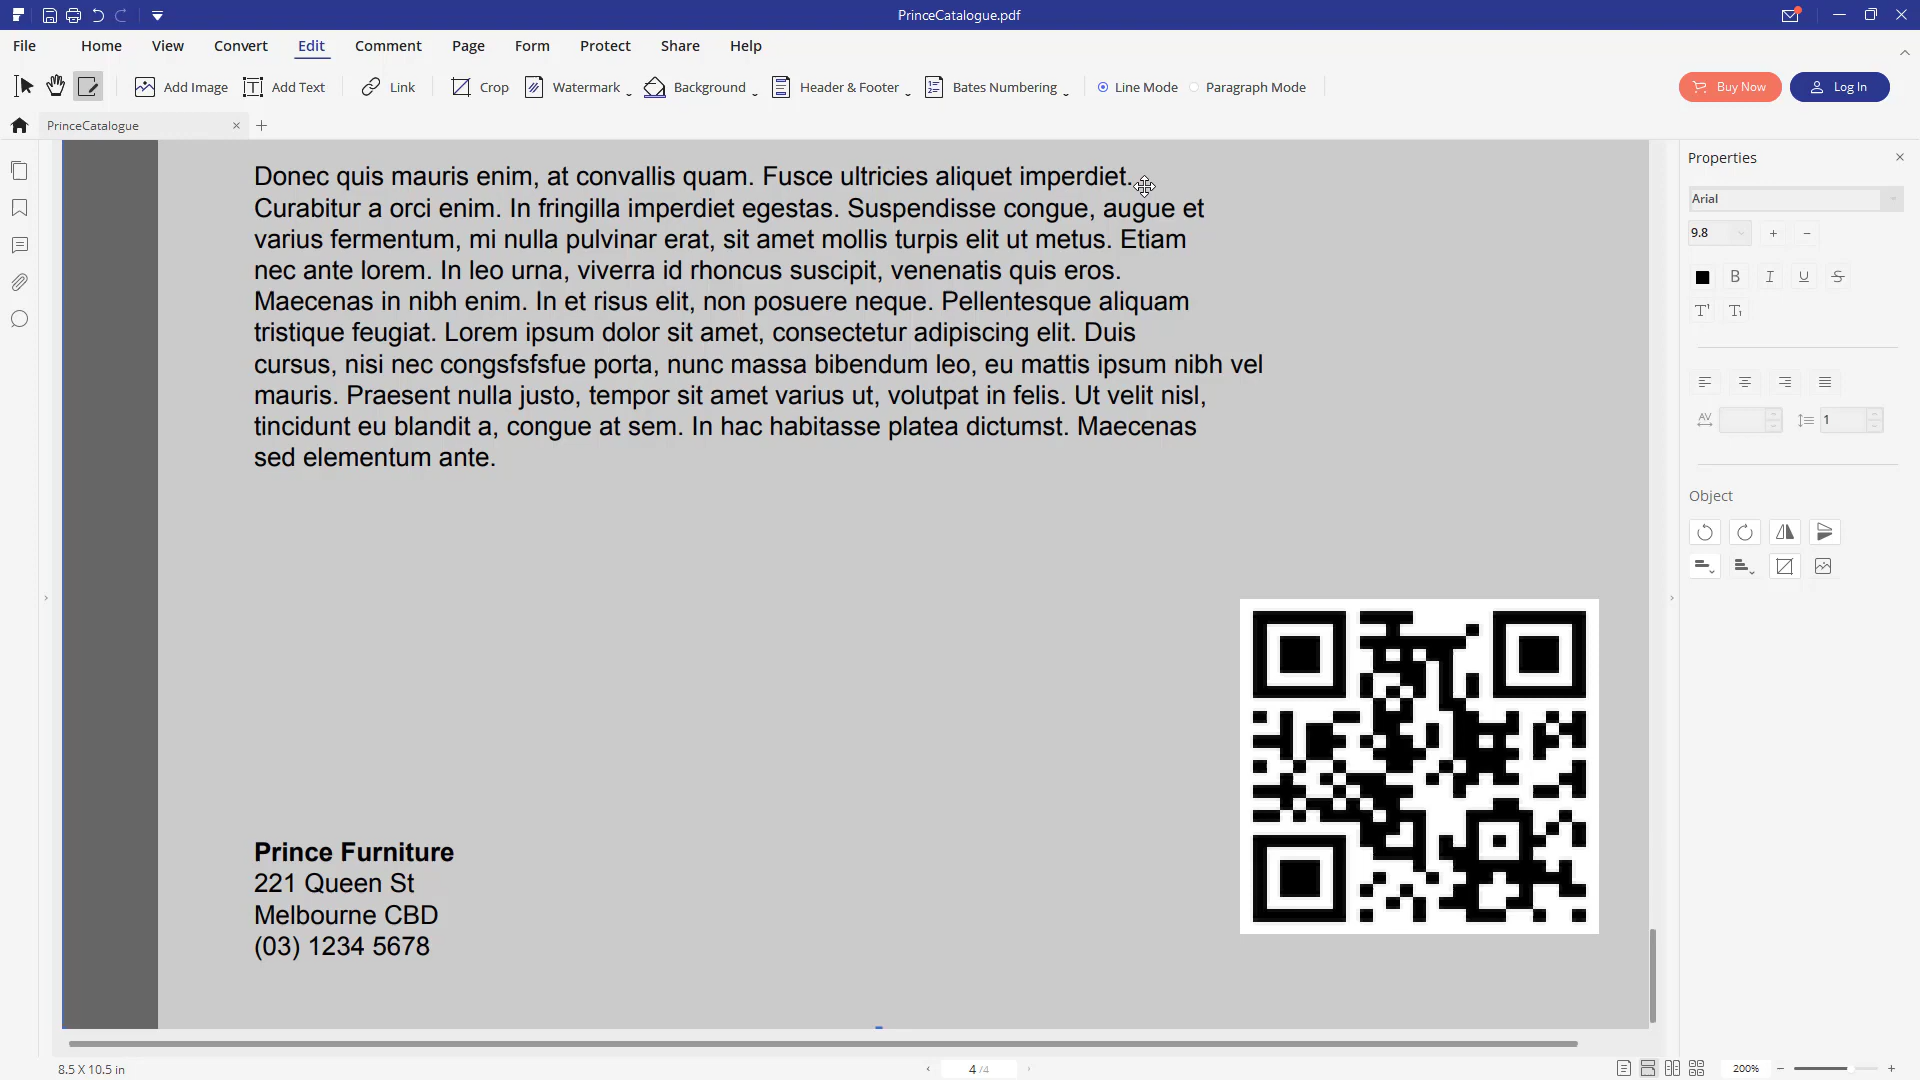 PrinceCatalogue.pdf
File Home View Convert Edit Comment Page Form Protect Share Help
Add Image Add Text Link Crop Watermark Background Header & Footer Bates Numbering Line Mode Paragraph Mode Buy Now Log In
PrinceCatalogue
Donec quis mauris enim, at convallis quam. Fusce ultricies aliquet imperdiet.
Curabitur a orci enim. In fringilla imperdiet egestas. Suspendisse congue, augue et
varius fermentum, mi nulla pulvinar erat, sit amet mollis turpis elit ut metus. Etiam
nec ante lorem. In leo urna, viverra id rhoncus suscipit, venenatis quis eros.
Maecenas in nibh enim. In et risus elit, non posuere neque. Pellentesque aliquam
tristique feugiat. Lorem ipsum dolor sit amet, consectetur adipiscing elit. Duis
cursus, nisi nec congsfsfsfue porta, nunc massa bibendum leo, eu mattis ipsum nibh vel
mauris. Praesent nulla justo, tempor sit amet varius ut, volutpat in felis. Ut velit nisl,
tincidunt eu blandit a, congue at sem. In hac habitasse platea dictumst. Maecenas
sed elementum ante.
Prince Furniture
221 Queen St
Melbourne CBD
(03) 1234 5678
Properties
Arial
9.8
1
Object
8.5 X 10.5 in
4 /4
200%